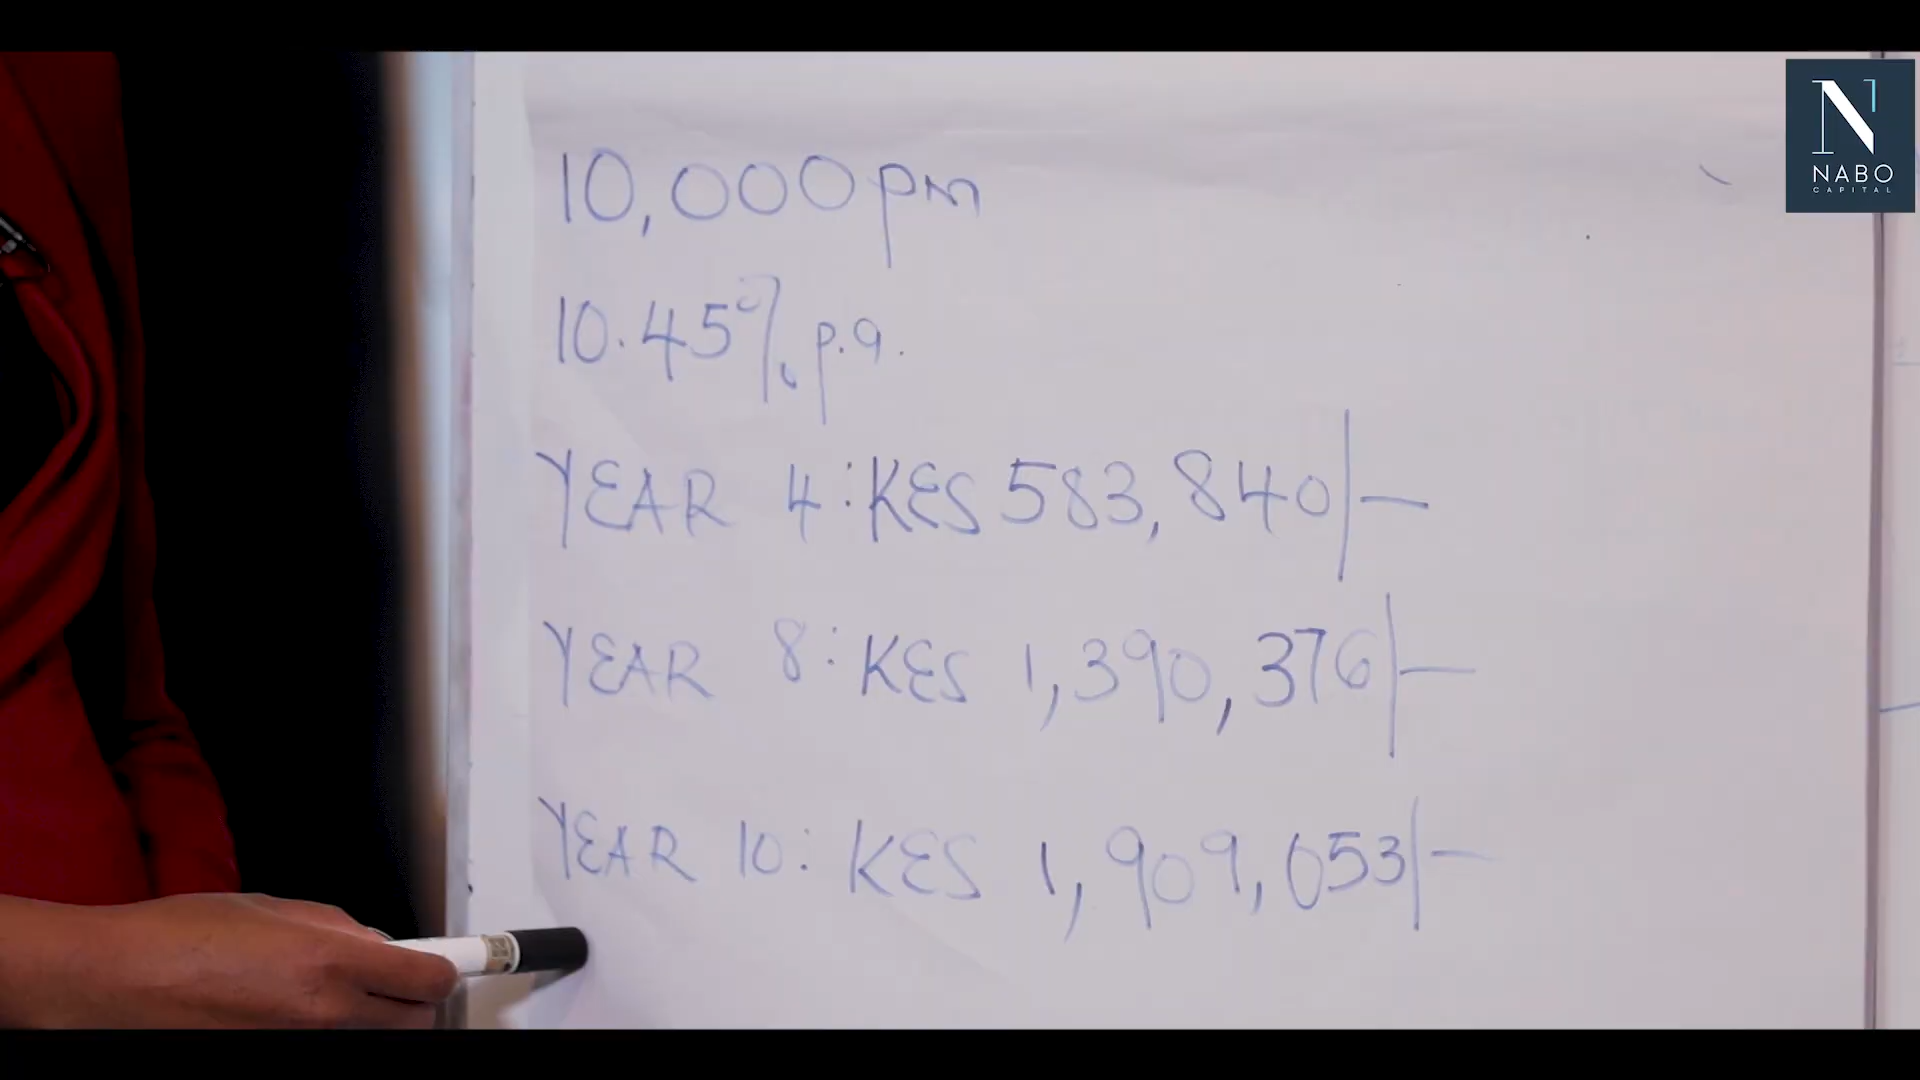 10,000 pm
10.45% p.a.
YEAR 4: KES 583,840/-
YEAR 8: KES 1,390,376/-
YEAR 10: KES 1,909,053/-
N
NABO
CAPITAL